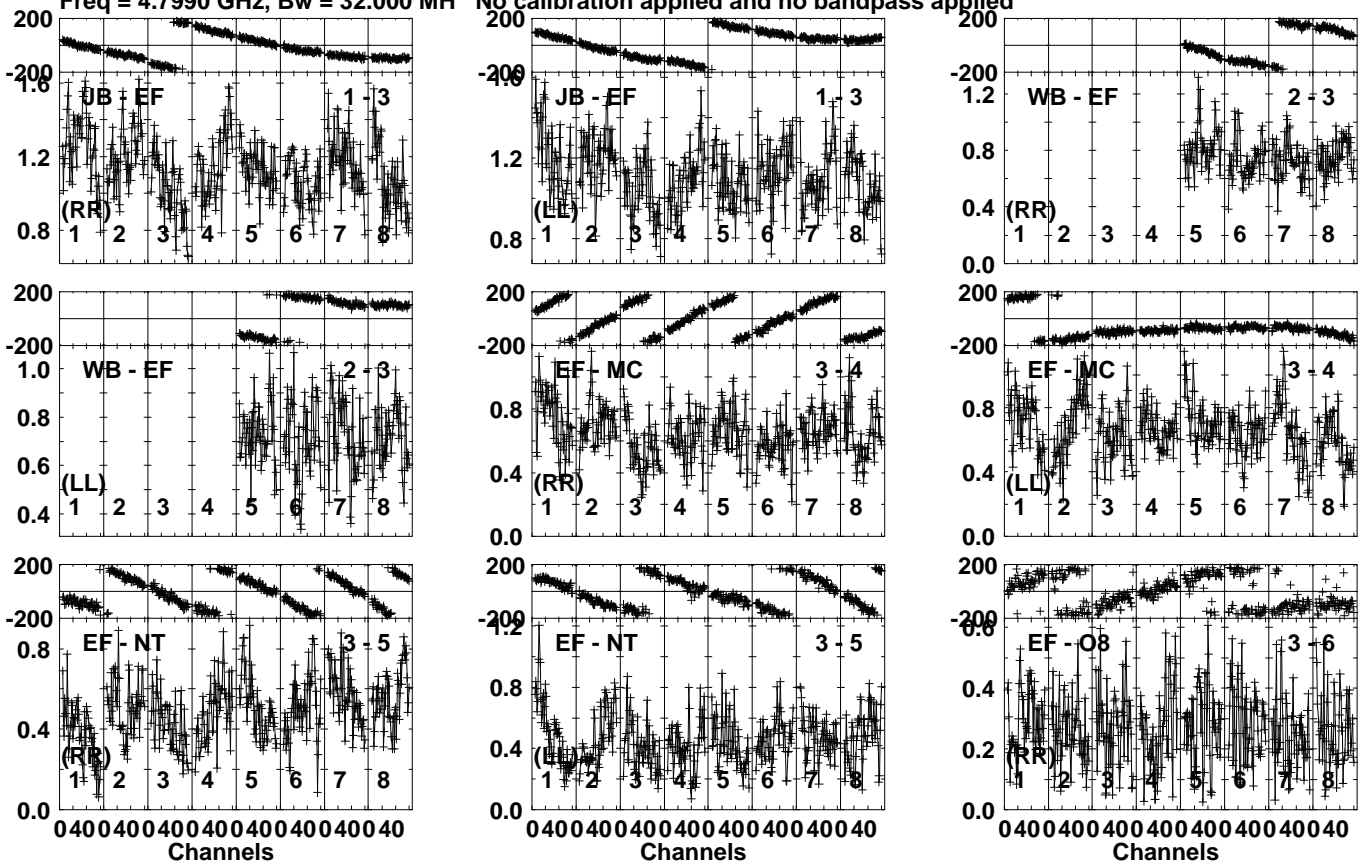 Freq = 4.7990 GHz, Bw = 32.000 MH No calibration applied and no bandpass applied
200
-200
1.6
1.2
0.8
JB - EF 1 - 3
(RR)
1 2 3 4 5 6 7 8
200
-200
1.6
1.2
0.8
JB - EF 1 - 3
(LL)
1 2 3 4 5 6 7 8
200
-200
1.2
0.8
0.4
0.0
WB - EF 2 - 3
(RR)
1 2 3 4 5 6 7 8
200
-200
1.0
0.8
0.6
0.4
WB - EF 2 - 3
(LL)
1 2 3 4 5 6 7 8
200
-200
0.8
0.4
0.0
EF - MC 3 - 4
(RR)
1 2 3 4 5 6 7 8
200
-200
0.8
0.4
0.0
EF - MC 3 - 4
(LL)
1 2 3 4 5 6 7 8
200
-200
0.8
0.4
0.0
EF - NT 3 - 5
(RR)
1 2 3 4 5 6 7 8
0 40 0 40 0 40 0 40 0 40 0 40 0 40 0 40
Channels
200
-200
1.2
0.8
0.4
0.0
EF - NT 3 - 5
(LL)
1 2 3 4 5 6 7 8
0 40 0 40 0 40 0 40 0 40 0 40 0 40 0 40
Channels
200
-200
0.6
0.4
0.2
0.0
EF - O8 3 - 6
(RR)
1 2 3 4 5 6 7 8
0 40 0 40 0 40 0 40 0 40 0 40 0 40 0 40
Channels